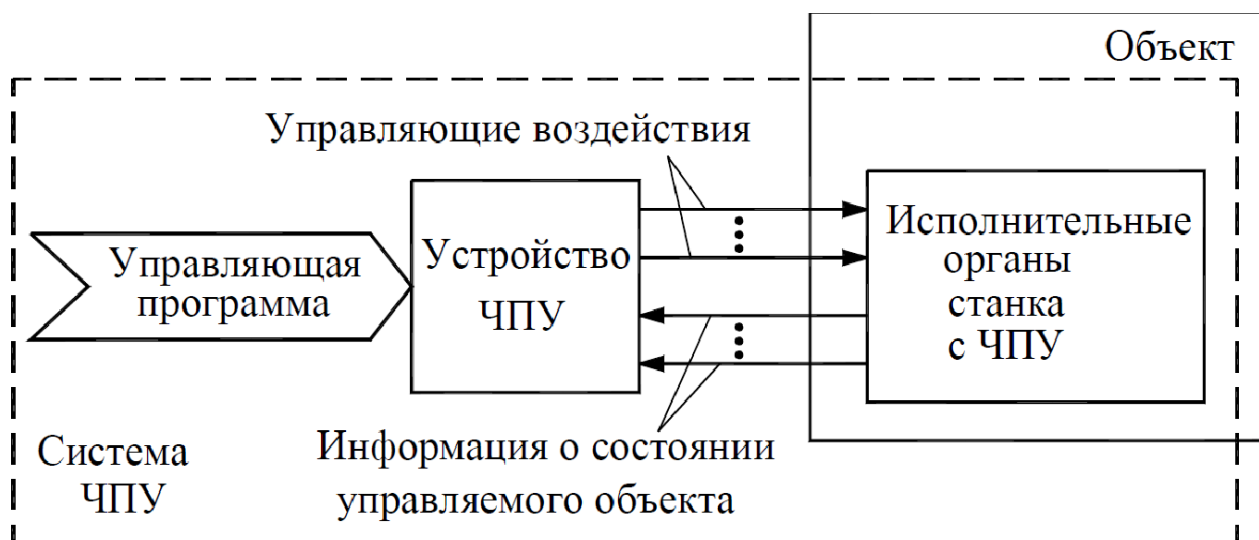 Объект
Управляющие воздействия
Управляющая
программа
Устройство
ЧПУ
Исполнительные
органы
станка
с ЧПУ
Информация о состоянии
управляемого объекта
Система
ЧПУ